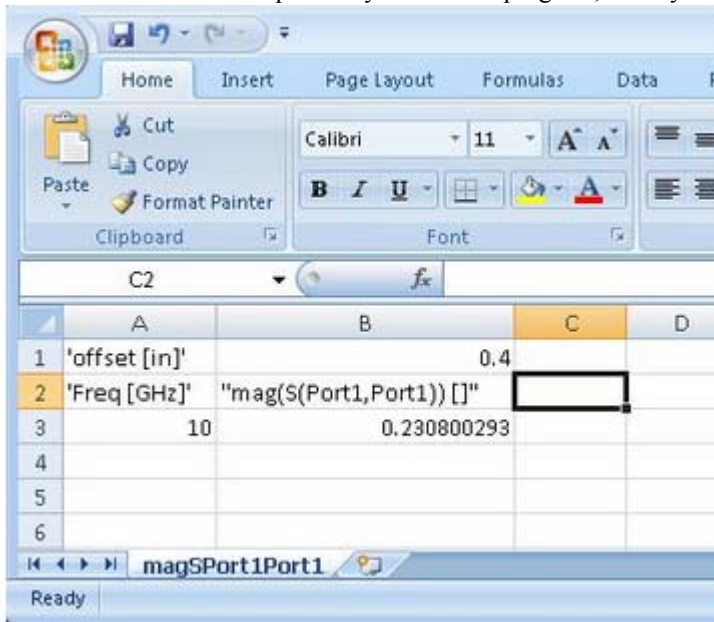 Home Insert Page Layout Formulas Data
Cut
Calibri 11 A A
Copy
Paste
Format Painter
B I U A
Clipboard Font
C2 fx
A B C D
1 'offset [in]' 0.4
2 'Freq [GHz]' "mag(S(Port1,Port1)) []"
3 10 0.230800293
4
5
6
magSPort1Port1
Ready